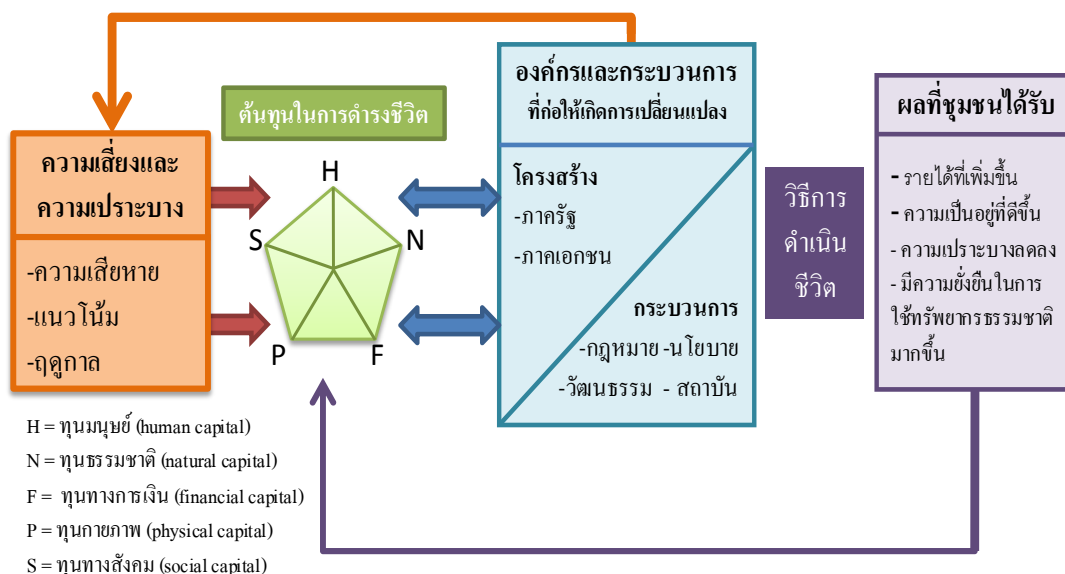 ความเสี่ยงและ
ความเปราะบาง
-ความเสียหาย
-แนวโน้ม
-ฤดูกาล
ต้นทุนในการดำรงชีวิต
H
S
N
P
F
องค์กรและกระบวนการ
ที่ก่อให้เกิดการเปลี่ยนแปลง
โครงสร้าง
-ภาครัฐ
-ภาคเอกชน
กระบวนการ
-กฎหมาย -นโยบาย
-วัฒนธรรม - สถาบัน
วิธีการ
ดำเนิน
ชีวิต
ผลที่ชุมชนได้รับ
- รายได้ที่เพิ่มขึ้น
- ความเป็นอยู่ที่ดีขึ้น
- ความเปราะบางลดลง
- มีความยั่งยืนในการ
ใช้ทรัพยากรธรรมชาติ
มากขึ้น
H = ทุนมนุษย์ (human capital)
N = ทุนธรรมชาติ (natural capital)
F = ทุนทางการเงิน (financial capital)
P = ทุนกายภาพ (physical capital)
S = ทุนทางสังคม (social capital)